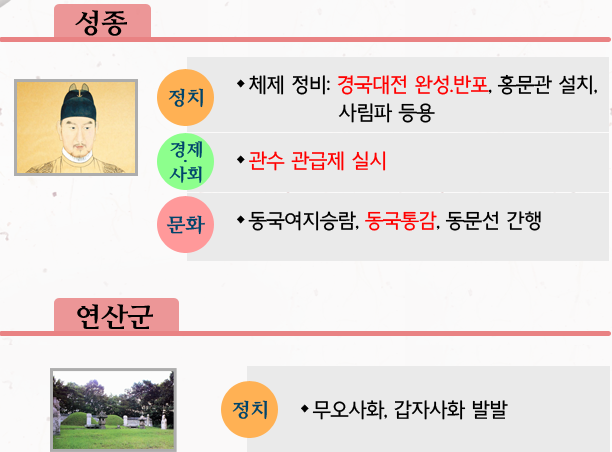 성종
정치
◆ 체제 정비: 경국대전 완성.반포, 홍문관 설치,
사림파 등용
경제
·
사회
◆ 관수 관급제 실시
문화
◆ 동국여지승람, 동국통감, 동문선 간행
연산군
정치
◆ 무오사화, 갑자사화 발발